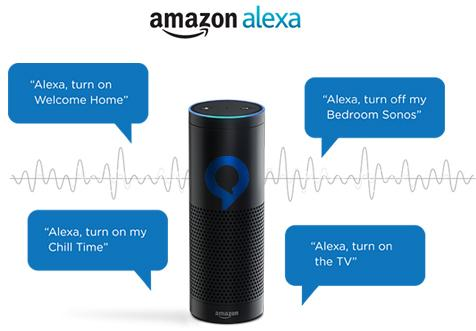 amazon alexa
“Alexa, turn on
Welcome Home”
“Alexa, turn off my
Bedroom Sonos”
“Alexa, turn on my
Chill Time”
“Alexa, turn on
the TV”
amazon